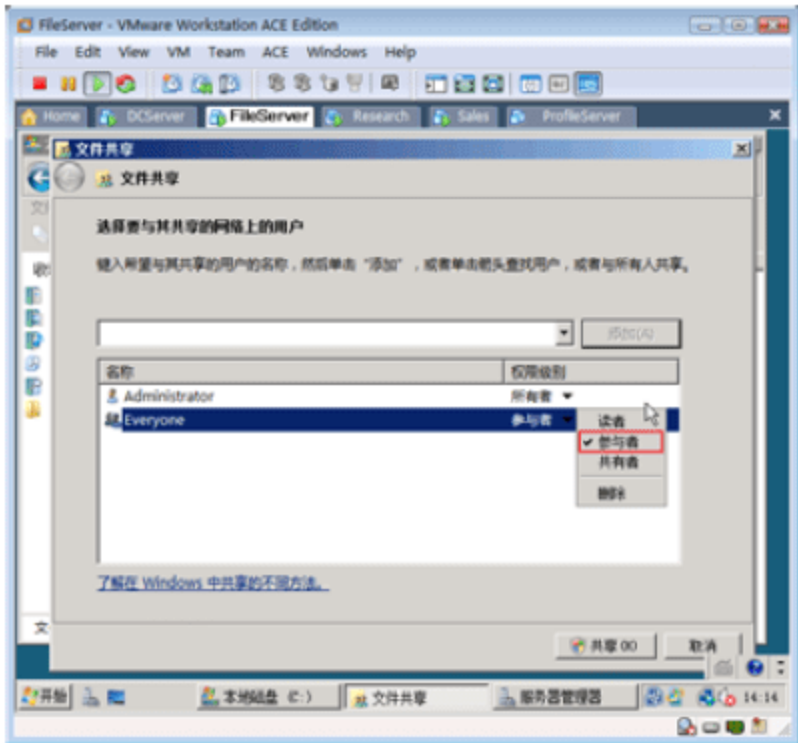 FileServer - VMware Workstation ACE Edition
File Edit View VM Team ACE Windows Help
Home DCServer FileServer Research Sales ProfileServer
文件共享
文件共享
选择要与其共享的网络上的用户
键入希望与其共享的用户的名称，然后单击“添加”，或者单击箭头查找用户，或者与所有人共享。
添加(A)
名称 权限级别
Administrator 所有者
Everyone 参与者
读者
参与者
共有者
删除
了解在 Windows 中共享的不同方法。
文
共享 取消
开始 本地磁盘 (C:) 文件共享 服务器管理器 14:14